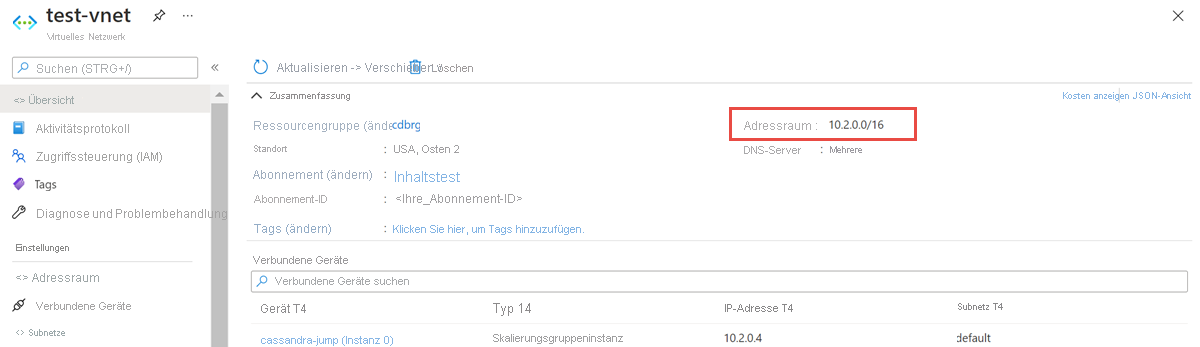 test-vnet
Virtuelles Netzwerk
Suchen (STRG+/)
«
<> Übersicht
Aktivitätsprotokoll
Zugriffssteuerung (IAM)
Tags
Diagnose und Problembehandlung
Einstellungen
<> Adressraum
Verbundene Geräte
<> Subnetze
Aktualisieren -> Verschieben Löschen
Zusammenfassung
Kosten anzeigen JSON-Ansicht
Ressourcengruppe (ände cdbrg
Adressraum : 10.2.0.0/16
Standort : USA, Osten 2
DNS-Server : Mehrere
Abonnement (ändern) : Inhaltstest
Abonnement-ID : <Ihre_Abonnement-ID>
Tags (ändern) : Klicken Sie hier, um Tags hinzuzufügen.
Verbundene Geräte
Verbundene Geräte suchen
Gerät T4 Typ 14 IP-Adresse T4 Subnetz T4
cassandra-jump (Instanz 0) Skalierungsgruppeninstanz 10.2.0.4 default